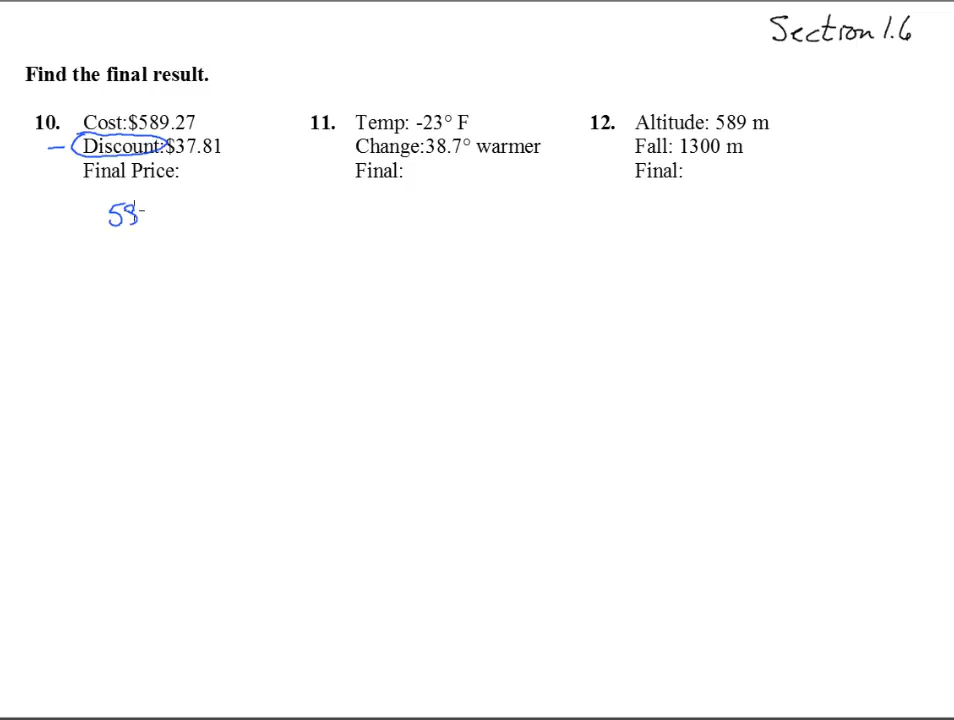 Section 1.6
Find the final result.
10. Cost:$589.27
Discount:$37.81
Final Price:
11. Temp: -23° F
Change:38.7° warmer
Final:
12. Altitude: 589 m
Fall: 1300 m
Final:
58